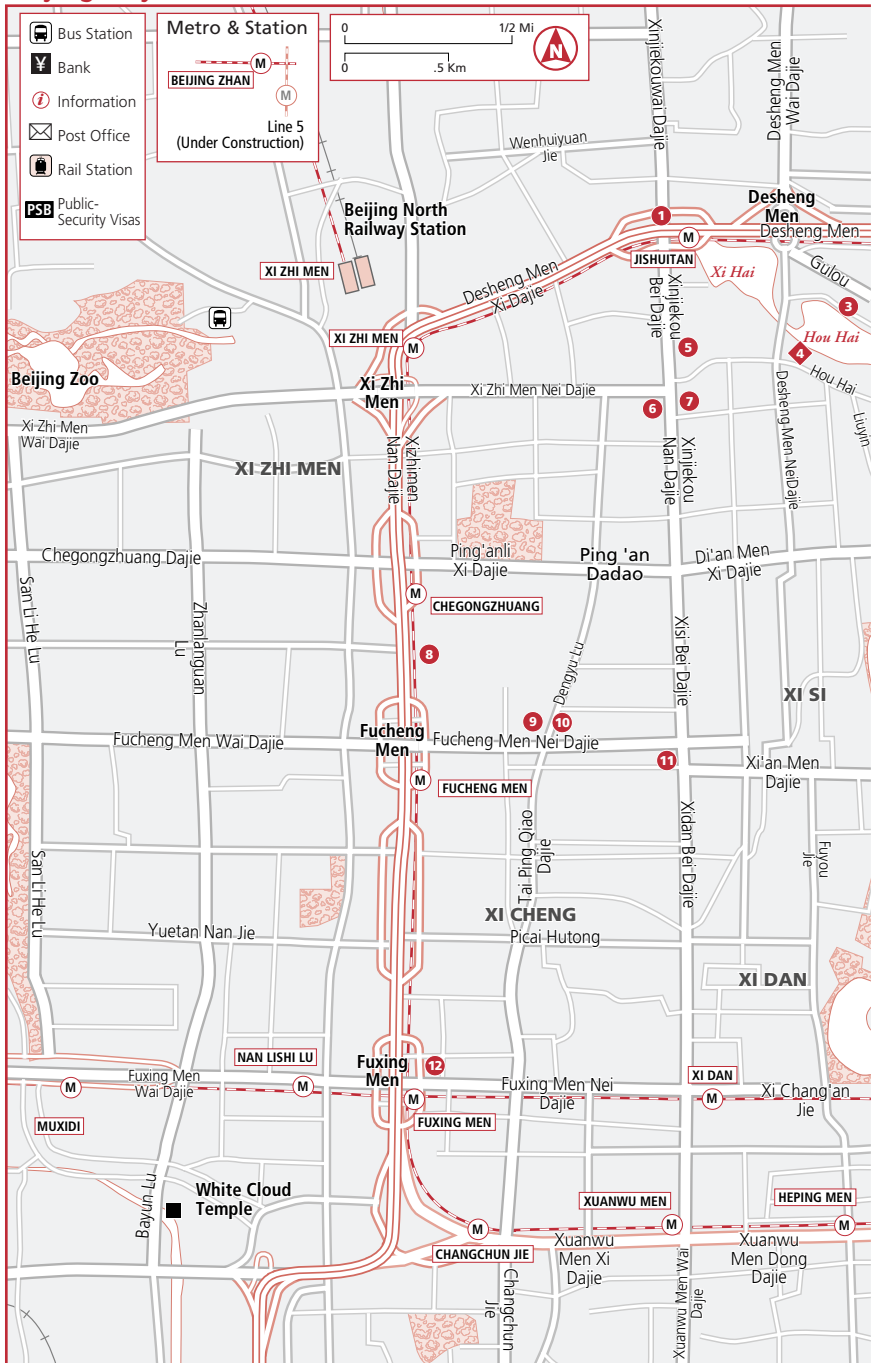 Bus Station
¥ Bank
i Information
Post Office
Rail Station
PSB Public-
Security Visas
Metro & Station
M
BEIJING ZHAN
M
Line 5
(Under Construction)
0 1/2 Mi
0 .5 Km
N
Xinjiekouwai Dajie
Desheng Men
Wai Dajie
Wenhuiyuan
Jie
Beijing North
Railway Station
XI ZHI MEN
1
Desheng
Men
Desheng Men
M
JISHUITAN
Xi Hai
Gulou
3
Desheng Men
Xi Dajie
Xinjiekou
Bei Dajie
Hou Hai
5
4
Hou Hai
Liuyin
XI ZHI MEN
M
Beijing Zoo
Xi Zhi
Men
Xi Zhi Men Nei Dajie
6
7
Xi Zhi Men
Wai Dajie
XI ZHI MEN
Xizhimen
Nan Dajie
Xinjiekou
Nan Dajie
Desheng Men NeiDajie
Chegongzhuang Dajie
Ping'anli
Xi Dajie
Ping 'an
Dadao
Di'an Men
Xi Dajie
M
CHEGONGZHUANG
San Li He Lu
Zhanlanguan
Lu
8
Dengyu Lu
Xisi Bei Dajie
XI SI
9
10
Fucheng Men Wai Dajie
Fucheng
Men
Fucheng Men Nei Dajie
11
Xi'an Men
Dajie
M
FUCHENG MEN
San Li He Lu
Tai Ping Qiao
Dajie
Xidan Bei Dajie
Fuyou
Jie
XI CHENG
Yuetan Nan Jie
Picai Hutong
XI DAN
NAN LISHI LU
Fuxing
Men
12
XI DAN
M
Fuxing Men
Wai Dajie
M
M
Fuxing Men Nei
Dajie
M
Xi Chang'an
Jie
MUXIDI
FUXING MEN
Bayun Lu
White Cloud
Temple
XUANWU MEN
HEPING MEN
M
M
M
CHANGCHUN JIE
Xuanwu
Men Xi
Dajie
Xuanwu
Men Dong
Dajie
Changchun
Jie
Xuanwu Men Wai
Dajie